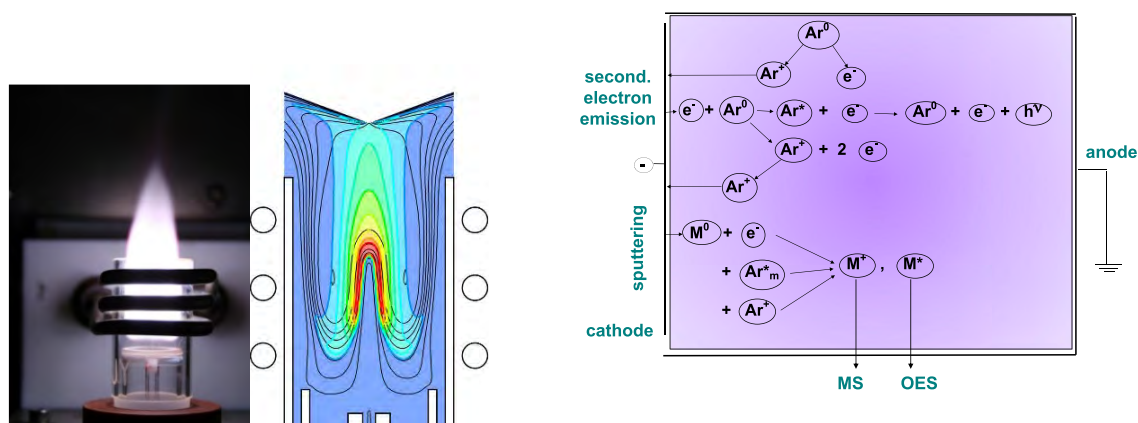 Ar⁰
Ar⁺ e⁻
second.
electron
emission
e⁻ + Ar⁰ Ar* + e⁻ Ar⁰ + e⁻ + hν
Ar⁺ + 2 e⁻
-
anode
Ar⁺
sputtering
M⁰ + e⁻
+ Ar*ₘ M⁺ , M*
+ Ar⁺
cathode
MS OES